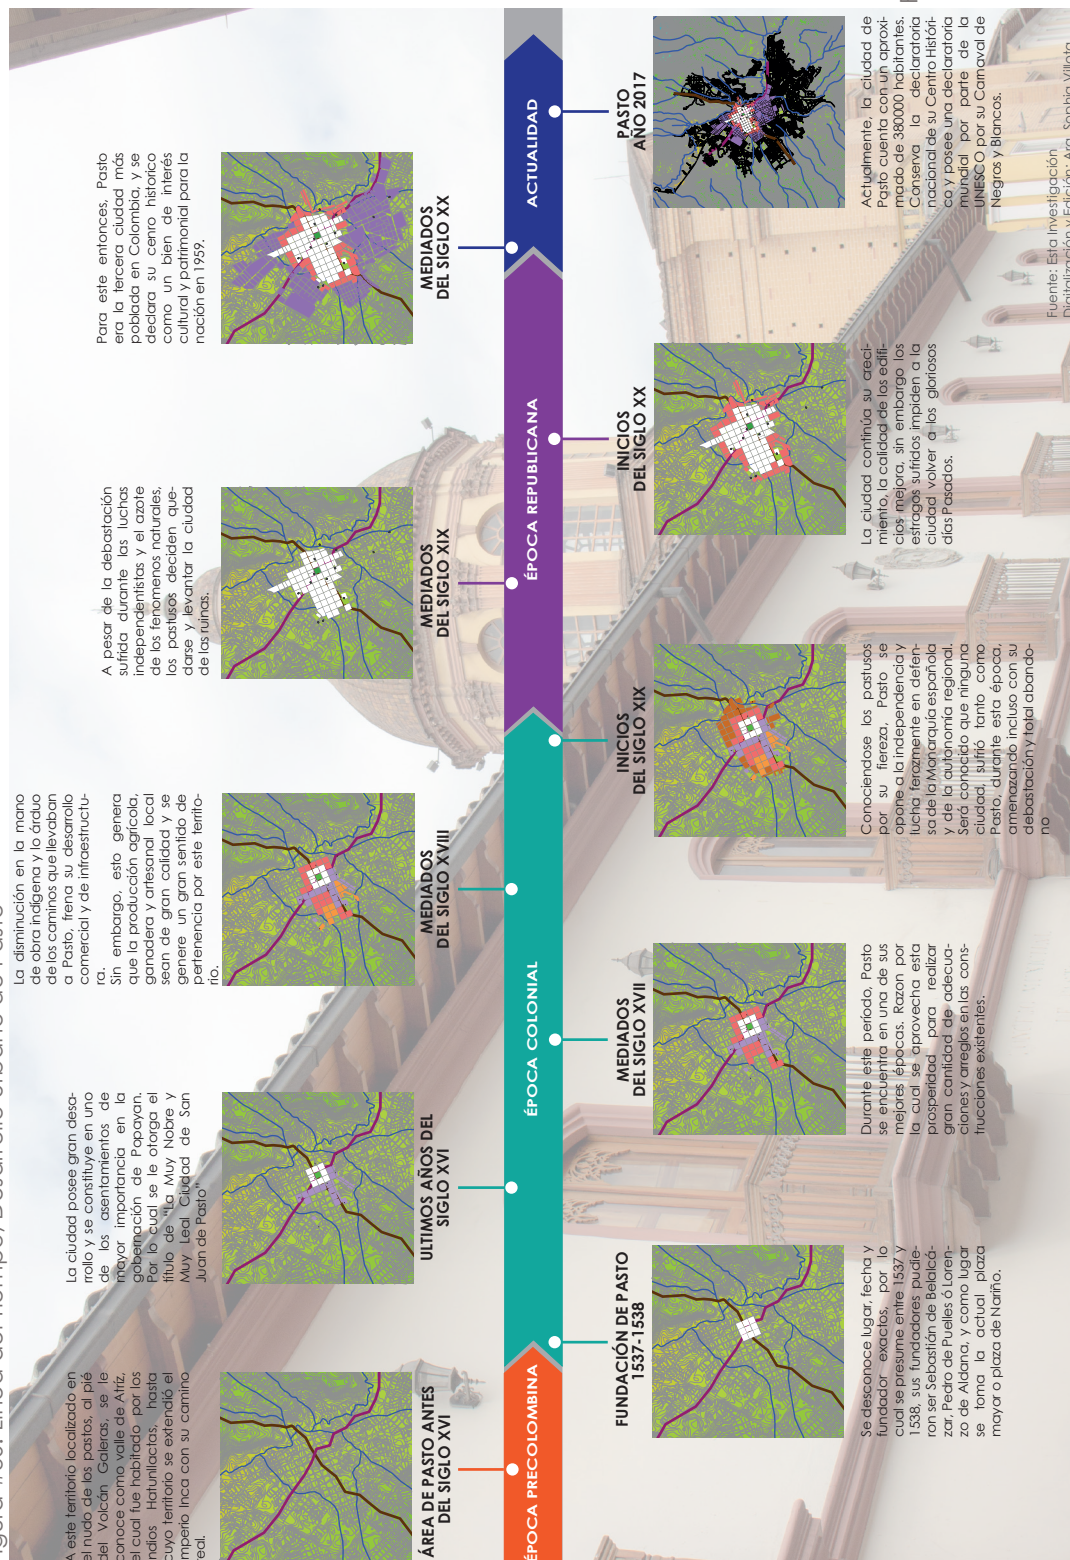 Línea del Tiempo, Desarrollo Urbano de Pasto
A este territorio localizado en
el nudo de los pastos, al pié
del Volcán Galeras, se le
conoce como valle de Atríz,
el cual fue habitado por los
indios Hatunllactas, hasta
cuyo territorio se extendió el
imperio Inca con su camino
real.
ÁREA DE PASTO ANTES
DEL SIGLO XVI
La ciudad posee gran desa-
rrollo y se constituye en uno
de los asentamientos de
mayor importancia en la
gobernación de Popayan.
Por lo cual se le otorga el
título de "La Muy Nobre y
Muy Leal Ciudad de San
Juan de Pasto"
ULTIMOS AÑOS DEL
SIGLO XVI
La disminución en la mano
de obra indígena y lo árduo
de los caminos que llevaban
a Pasto, frena su desarrollo
comercial y de infraestructu-
ra.
Sin embargo, esto genera
que la producción agrícola,
ganadera y artesanal local
sean de gran calidad y se
genere un gran sentido de
pertenencia por este territo-
rio.
MEDIADOS
DEL SIGLO XVIII
A pesar de la debastación
sufrida durante las luchas
independentistas y el azote
de los fenomenos naturales,
los pastusos deciden que-
darse y levantar la ciudad
de las ruinas.
MEDIADOS
DEL SIGLO XIX
Para este entonces, Pasto
era la tercera ciudad más
poblada en Colombia, y se
declara su cenro historico
como un bien de interés
cultural y patrimonial para la
nación en 1959.
MEDIADOS
DEL SIGLO XX
ÉPOCA PRECOLOMBINA
ÉPOCA COLONIAL
ÉPOCA REPUBLICANA
ACTUALIDAD
FUNDACIÓN DE PASTO
1537-1538
Se desconoce lugar, fecha y
fundador exactos, por lo
cual se presume entre 1537 y
1538, sus fundadores pudie-
ron ser Sebastián de Belalcá-
zar, Pedro de Puelles ó Loren-
zo de Aldana, y como lugar
se toma la actual plaza
mayar o plaza de Nariño.
MEDIADOS
DEL SIGLO XVII
Durante este período, Pasto
se encuentra en una de sus
mejores épocas. Razon por
la cual se aprovecha esta
prosperidad para realizar
gran cantidad de adecua-
ciones y arreglos en las cons-
trucciones existentes.
INICIOS
DEL SIGLO XIX
Conociendose los pastusos
por su fiereza, Pasto se
opone a la independencia y
lucha ferozmente en defen-
sa de la Monarquía española
y de la autonomía regional.
Será conocido que ninguna
ciudad, sufrió tanto como
Pasto, durante esta época,
amenazando incluso con su
debastación y total abando-
no
INICIOS
DEL SIGLO XX
La ciudad continúa su creci-
miento, la calidad de los edifi-
cios mejora, sin embargo los
estragos sufridos impiden a la
ciudad volver a los gloriosos
días Pasados.
PASTO
AÑO 2017
Actualmente, la ciudad de
Pasto cuenta con un aproxi-
mado de 380000 habitantes.
Conserva la declaratoria
nacional de su Centro Históri-
co y posee una declaratoria
mundial por parte de la
UNESCO por su Carnaval de
Negros y Blancos.
Fuente: Esta Investigación
Digitalización y Edición: Arq. Sophia Villota